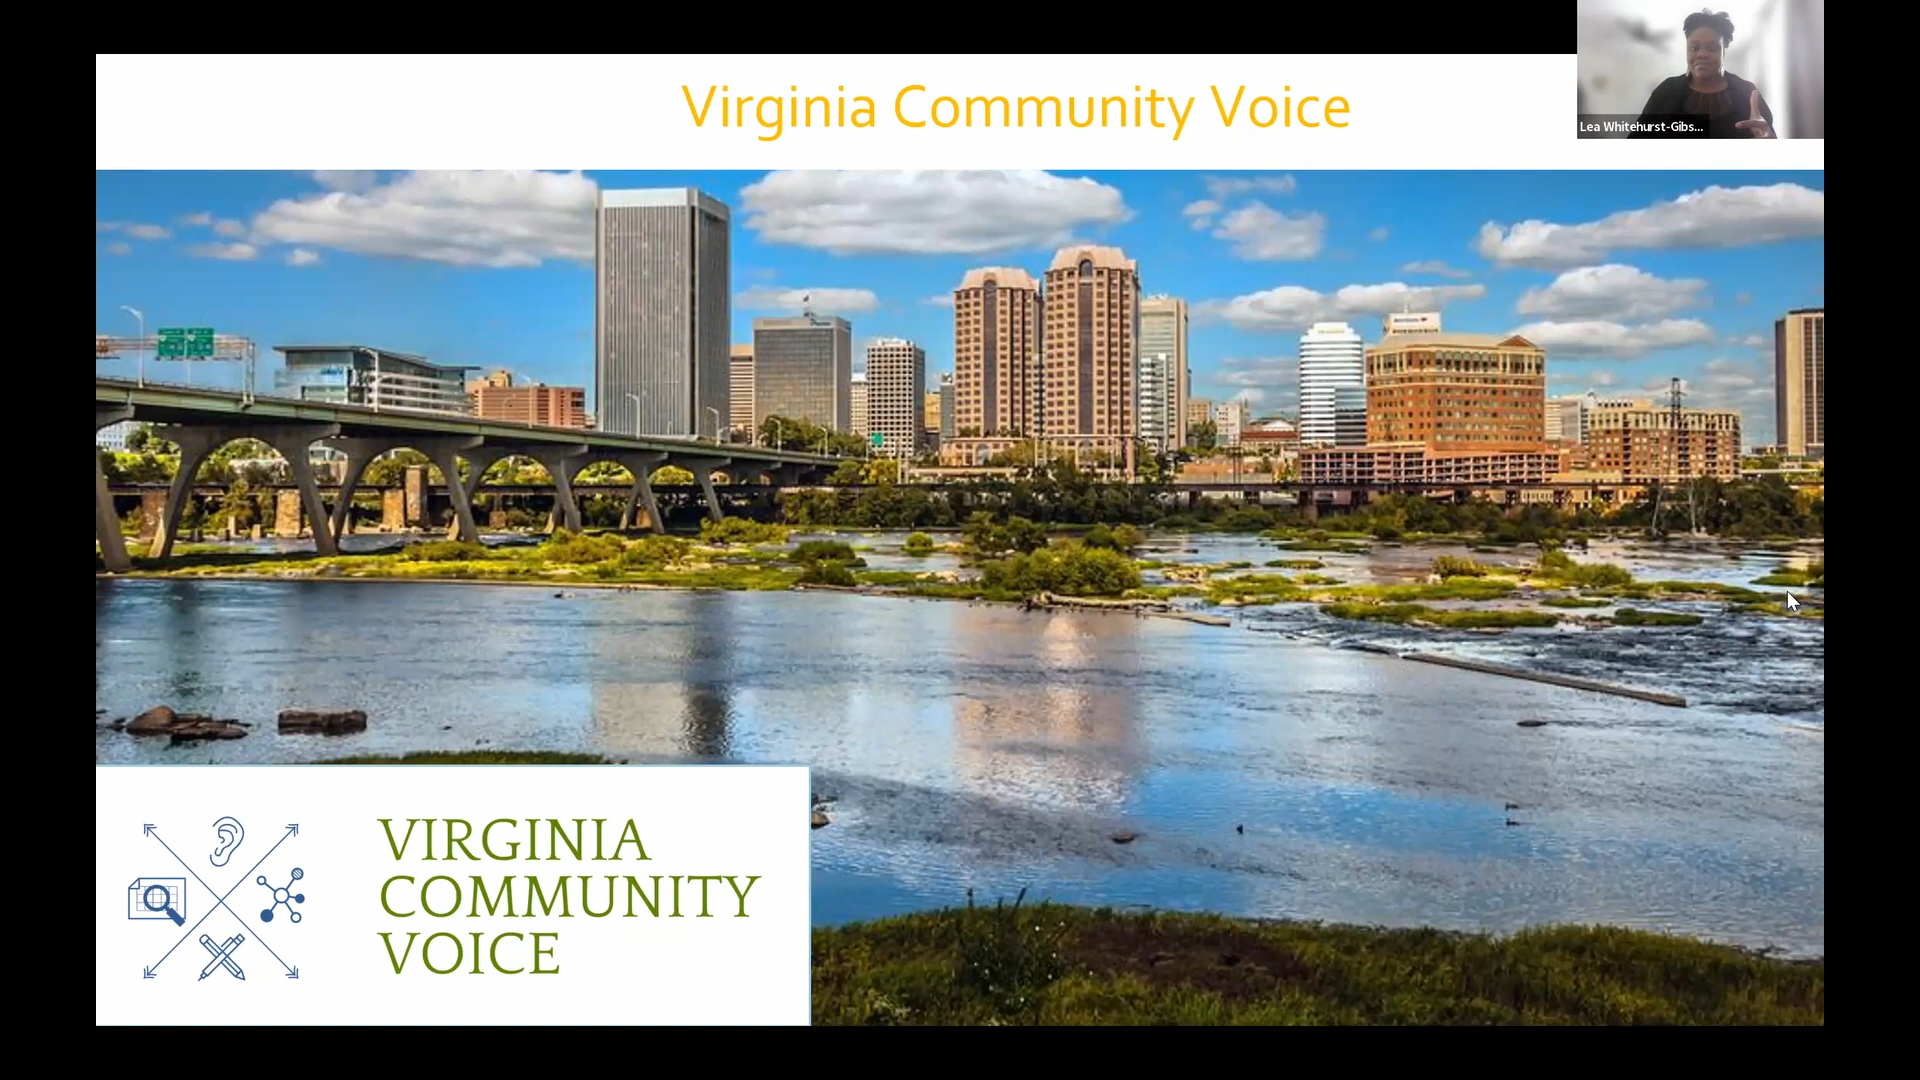 Virginia Community Voice
Lea Whitehurst-Gibs...
VIRGINIA
COMMUNITY
VOICE